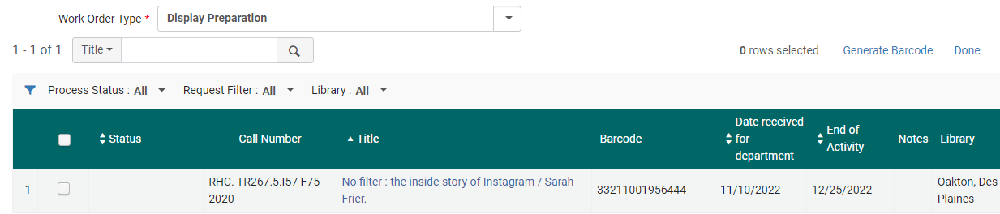 Work Order Type * Display Preparation
1 - 1 of 1 Title 0 rows selected Generate Barcode Done
Process Status : All Request Filter : All Library : All
Status Call Number Title Barcode Date received for department End of Activity Notes Library
1 - RHC. TR267.5.I57 F75 2020 No filter : the inside story of Instagram / Sarah Frier. 33211001956444 11/10/2022 12/25/2022 Oakton, Des Plaines